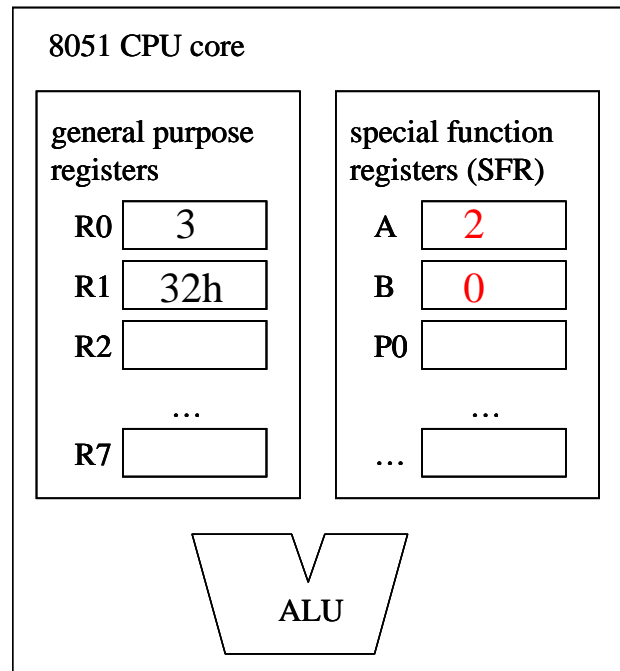 8051 CPU core
general purpose
registers
R0 3
R1 32h
R2
...
R7
special function
registers (SFR)
A 2
B 0
P0
...
...
ALU